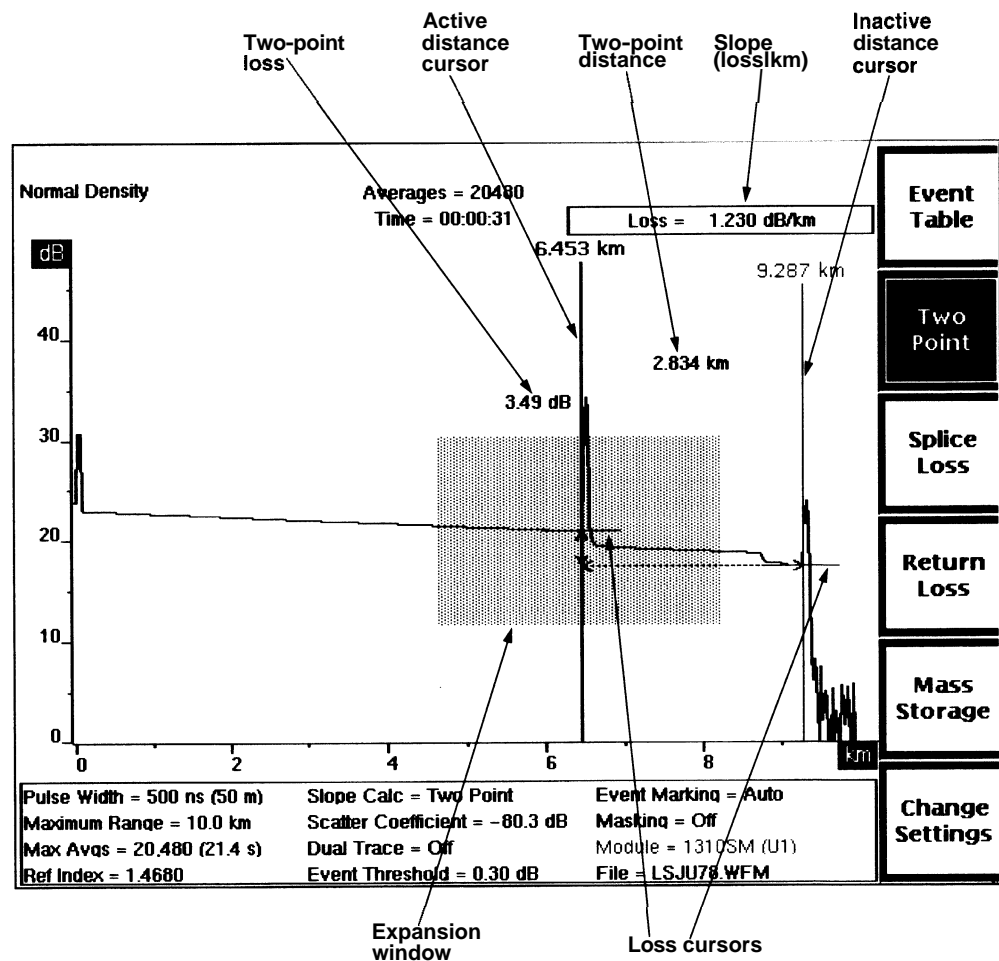 Two-point
loss
Active
distance
cursor
Two-point
distance
Slope
(losslkm)
Inactive
distance
cursor
Normal Density
Averages = 20480
Time = 00:00:31
Loss = 1.230 dB/km
dB
6.453 km
9.287 km
2.834 km
3.49 dB
40
30
20
10
0
0
2
4
6
8
km
Event
Table
Two
Point
Splice
Loss
Return
Loss
Mass
Storage
Change
Settings
Pulse Width = 500 ns (50 m)
Maximum Range = 10.0 km
Max Avgs = 20,480 (21.4 s)
Ref Index = 1.4680
Slope Calc = Two Point
Scatter Coefficient = -80.3 dB
Dual Trace = Off
Event Threshold = 0.30 dB
Event Marking = Auto
Masking = Off
Module = 1310SM (U1)
File = LSJU78.WFM
Expansion
window
Loss cursors